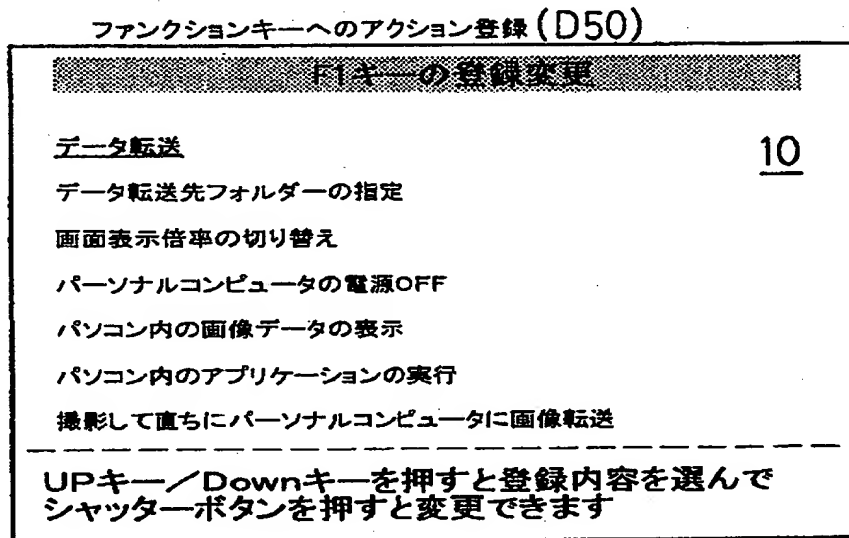 ファンクションキーへのアクション登録(D50)
F1キーの登録変更
データ転送
10
データ転送先フォルダーの指定
画面表示倍率の切り替え
パーソナルコンピュータの電源OFF
パソコン内の画像データの表示
パソコン内のアプリケーションの実行
撮影して直ちにパーソナルコンピュータに画像転送
UPキー/Downキーを押すと登録内容を選んで
シャッターボタンを押すと変更できます